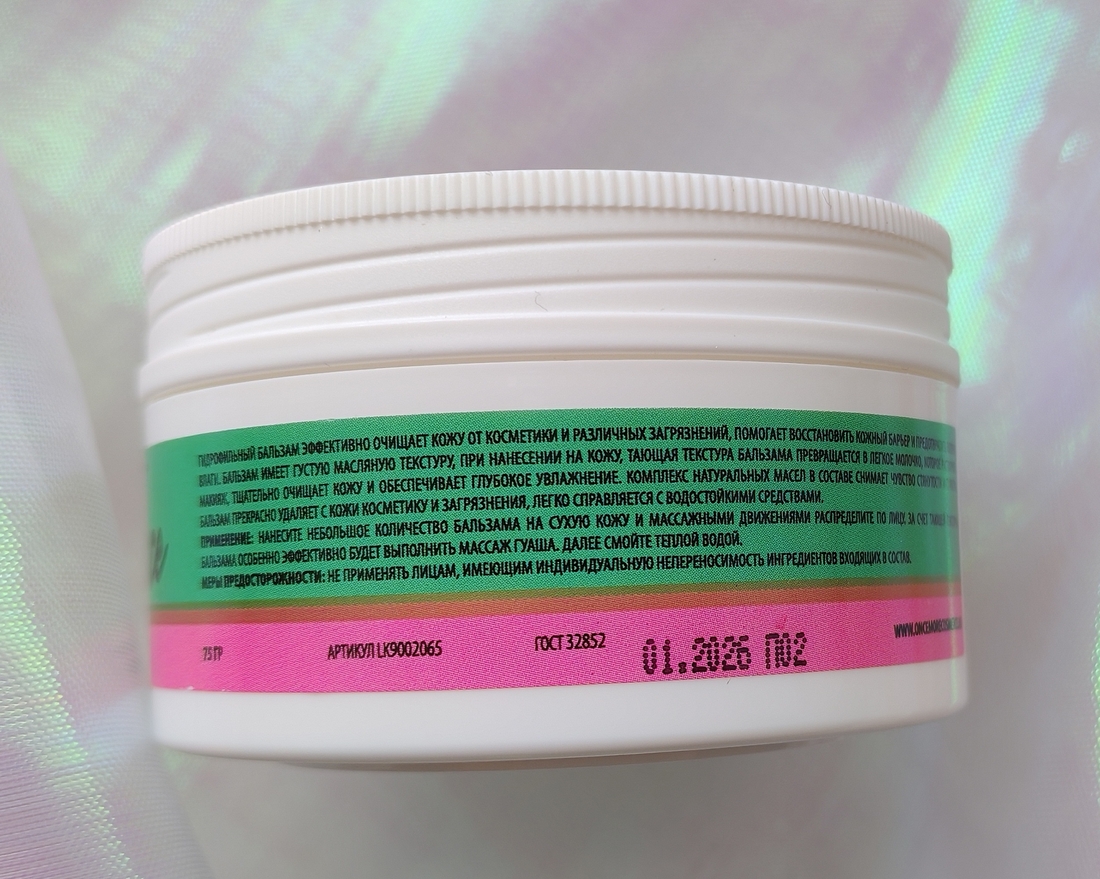 ГИДРОФИЛЬНЫЙ БАЛЬЗАМ ЭФФЕКТИВНО ОЧИЩАЕТ КОЖУ ОТ КОСМЕТИКИ И РАЗЛИЧНЫХ ЗАГРЯЗНЕНИЙ, ПОМОГАЕТ ВОССТАНОВИТЬ КОЖНЫЙ БАРЬЕР И
ВЛАГИ. БАЛЬЗАМ ИМЕЕТ ГУСТУЮ МАСЛЯНУЮ ТЕКСТУРУ, ПРИ НАНЕСЕНИИ НА КОЖУ, ТАЮЩАЯ ТЕКСТУРА БАЛЬЗАМА ПРЕВРАЩАЕТСЯ В ЛЕГКОЕ МОЛОЧКО,
МАКИЯЖ, ТЩАТЕЛЬНО ОЧИЩАЕТ КОЖУ И ОБЕСПЕЧИВАЕТ ГЛУБОКОЕ УВЛАЖНЕНИЕ. КОМПЛЕКС НАТУРАЛЬНЫХ МАСЕЛ В СОСТАВЕ СНИМАЕТ ЧУВСТВО
БАЛЬЗАМ ПРЕКРАСНО УДАЛЯЕТ С КОЖИ КОСМЕТИКУ И ЗАГРЯЗНЕНИЯ, ЛЕГКО СПРАВЛЯЕТСЯ С ВОДОСТОЙКИМИ СРЕДСТВАМИ.
ПРИМЕНЕНИЕ: НАНЕСИТЕ НЕБОЛЬШОЕ КОЛИЧЕСТВО БАЛЬЗАМА НА СУХУЮ КОЖУ И МАССАЖНЫМИ ДВИЖЕНИЯМИ РАСПРЕДЕЛИТЕ ПО ЛИЦУ. ЗА СЧЕТ
БАЛЬЗАМА ОСОБЕННО ЭФФЕКТИВНО БУДЕТ ВЫПОЛНИТЬ МАССАЖ ГУАША. ДАЛЕЕ СМОЙТЕ ТЕПЛОЙ ВОДОЙ.
МЕРЫ ПРЕДОСТОРОЖНОСТИ: НЕ ПРИМЕНЯТЬ ЛИЦАМ, ИМЕЮЩИМ ИНДИВИДУАЛЬНУЮ НЕПЕРЕНОСИМОСТЬ ИНГРЕДИЕНТОВ ВХОДЯЩИХ В СОСТАВ.
75 ГР АРТИКУЛ LK9002065 ГОСТ 32852 01.2026 П02